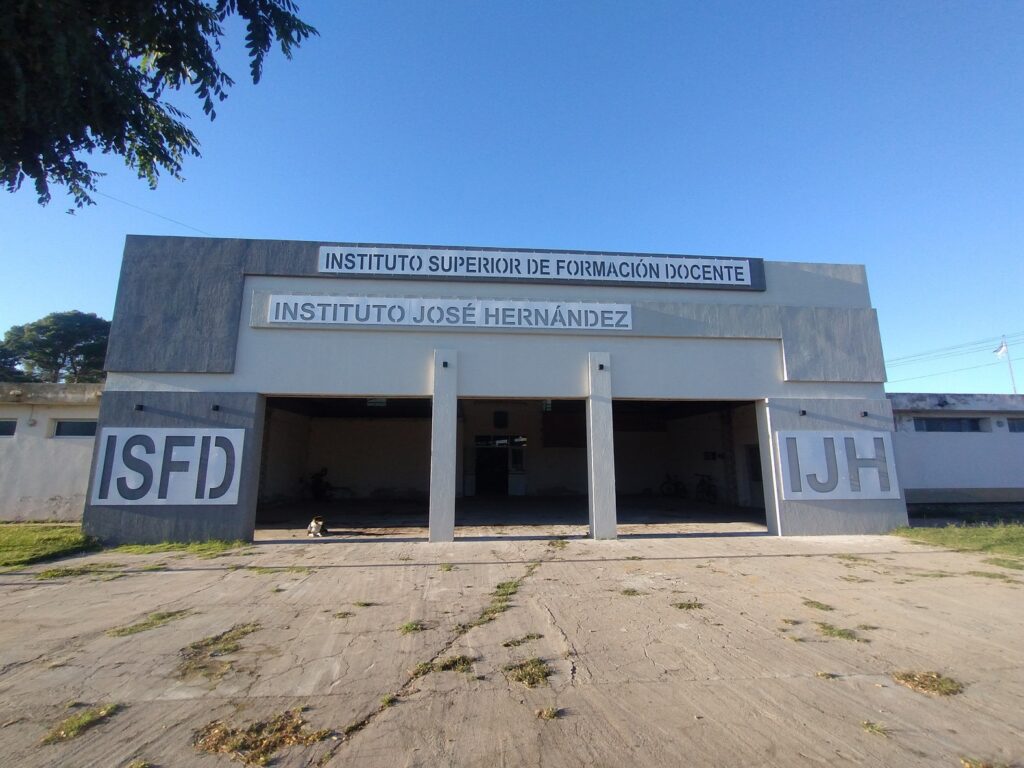 INSTITUTO SUPERIOR DE FORMACIÓN DOCENTE
INSTITUTO JOSÉ HERNÁNDEZ
ISFD
IJH